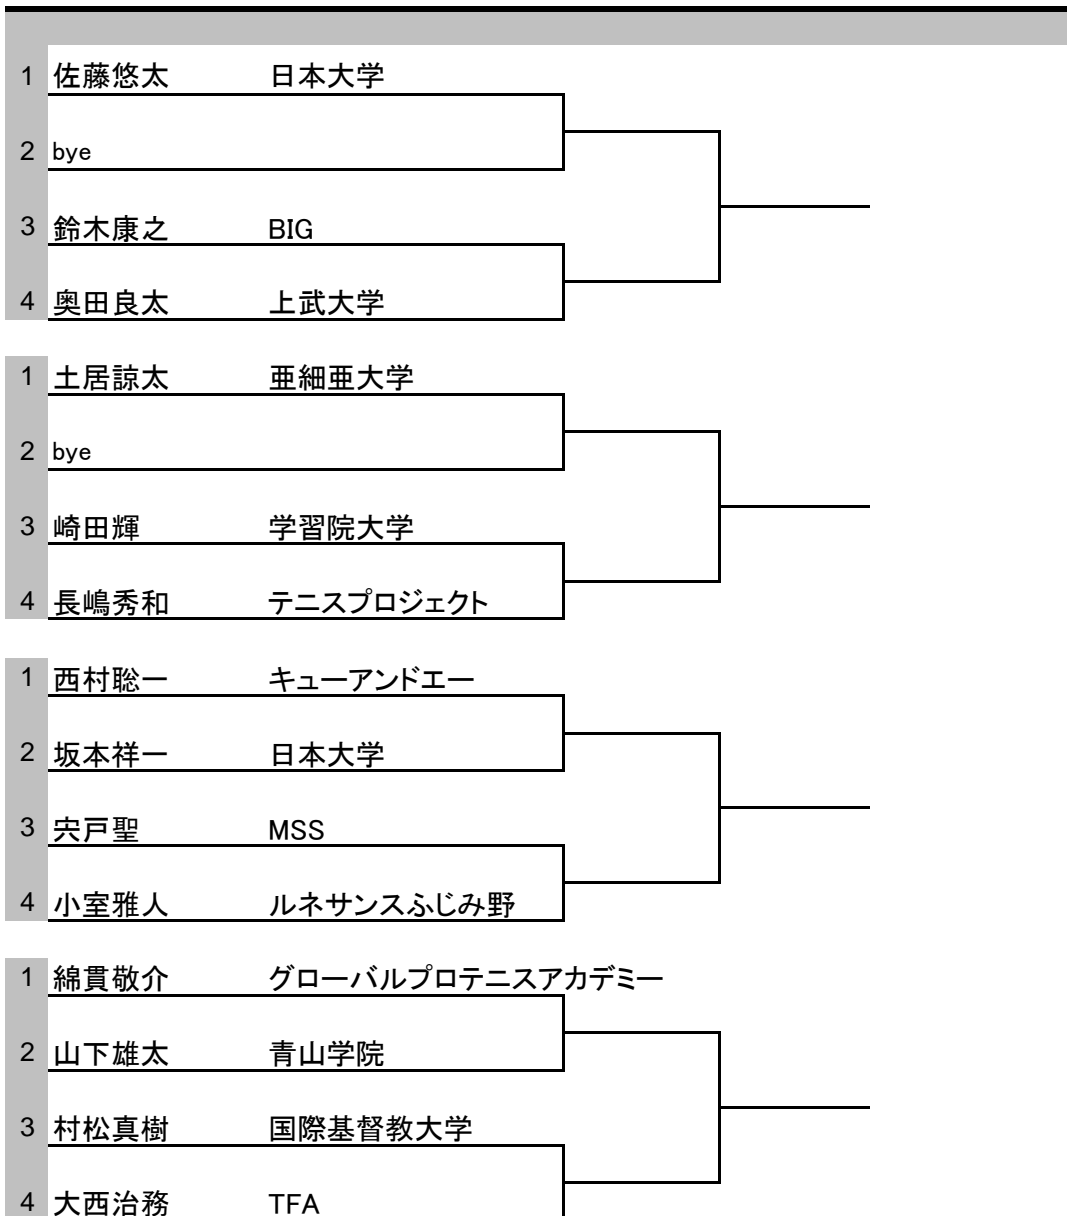 1 佐藤悠太 日本大学
2 bye
3 鈴木康之 BIG
4 奥田良太 上武大学
1 土居諒太 亜細亜大学
2 bye
3 崎田輝 学習院大学
4 長嶋秀和 テニスプロジェクト
1 西村聡一 キューアンドエー
2 坂本祥一 日本大学
3 宍戸聖 MSS
4 小室雅人 ルネサンスふじみ野
1 綿貫敬介 グローバルプロテニスアカデミー
2 山下雄太 青山学院
3 村松真樹 国際基督教大学
4 大西治務 TFA